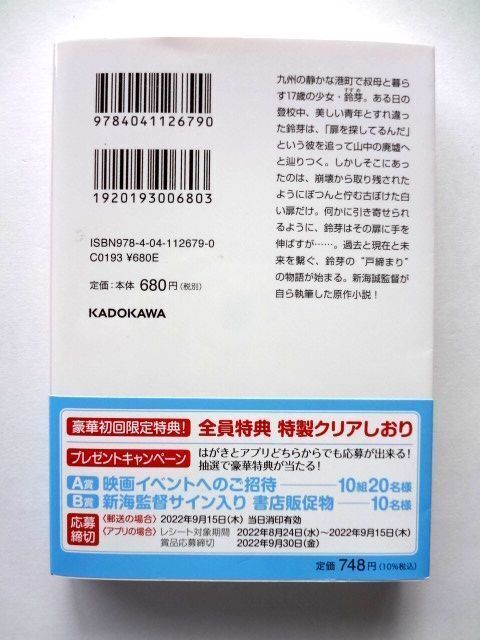 9784041126790
1920193006803
ISBN978-4-04-112679-0
C0193 ¥680E
定価:本体680円(税別)
KADOKAWA
九州の静かな港町で叔母と暮ら
す17歳の少女・鈴芽。ある日の
登校中、美しい青年とすれ違っ
た鈴芽は、「扉を探してるんだ」
という彼を追って山中の廃墟へ
と辿りつく。しかしそこにあっ
たのは、崩壊から取り残された
ようにぽつんと佇む古ぼけた白
い扉だけ。何かに引き寄せられ
るように、鈴芽はその扉に手を
伸ばすが……。過去と現在と未
来を繋ぐ、鈴芽の“戸締まり”
の物語が始まる。新海誠監督が
自ら執筆した原作小説!
豪華初回限定特典! 全員特典 特製クリアしおり
プレゼントキャンペーン はがきとアプリどちらからでも応募が出来る!
抽選で豪華特典が当たる!
A賞 映画イベントへのご招待 ── 10組20名様
B賞 新海監督サイン入り 書店販促物 ── 10名様
応募締切 〈郵送の場合〉 2022年9月15日(木) 当日消印有効
〈アプリの場合〉 レシート対象期間 2022年8月24日(水)〜2022年9月15日(木)
賞品応募締切 2022年9月30日(金)
定価 748円(10%税込)